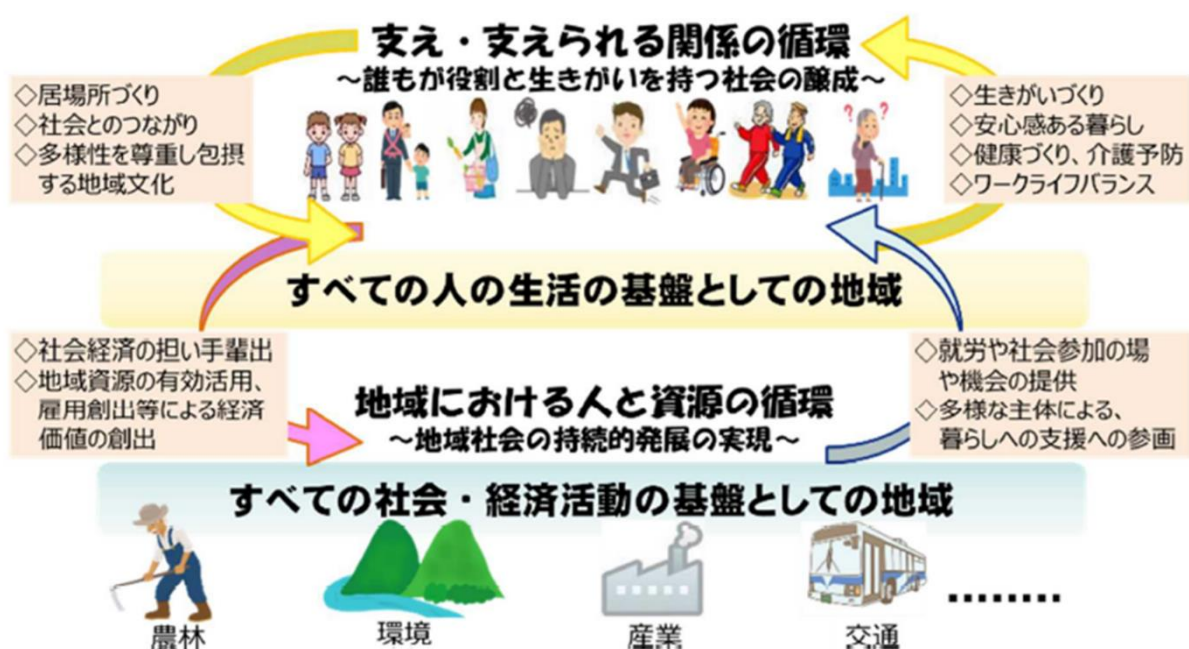 支え・支えられる関係の循環
～誰もが役割と生きがいを持つ社会の醸成～
◇居場所づくり
◇社会とのつながり
◇多様性を尊重し包摂
する地域文化
◇生きがいづくり
◇安心感ある暮らし
◇健康づくり、介護予防
◇ワークライフバランス
? ?
すべての人の生活の基盤としての地域
◇社会経済の担い手輩出
◇地域資源の有効活用、
雇用創出等による経済
価値の創出
地域における人と資源の循環
～地域社会の持続的発展の実現～
◇就労や社会参加の場
や機会の提供
◇多様な主体による、
暮らしへの支援への参画
すべての社会・経済活動の基盤としての地域
農林
環境
産業
交通
………